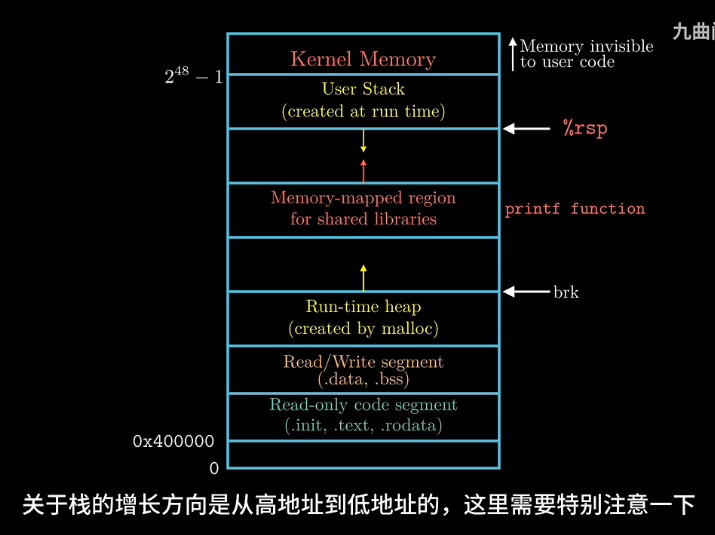 九曲
Kernel Memory
Memory invisible
to user code
2^48 − 1
User Stack
(created at run time)
%rsp
Memory-mapped region
for shared libraries
printf function
brk
Run-time heap
(created by malloc)
Read/Write segment
(.data, .bss)
Read-only code segment
(.init, .text, .rodata)
0x400000
0
关于栈的增长方向是从高地址到低地址的，这里需要特别注意一下